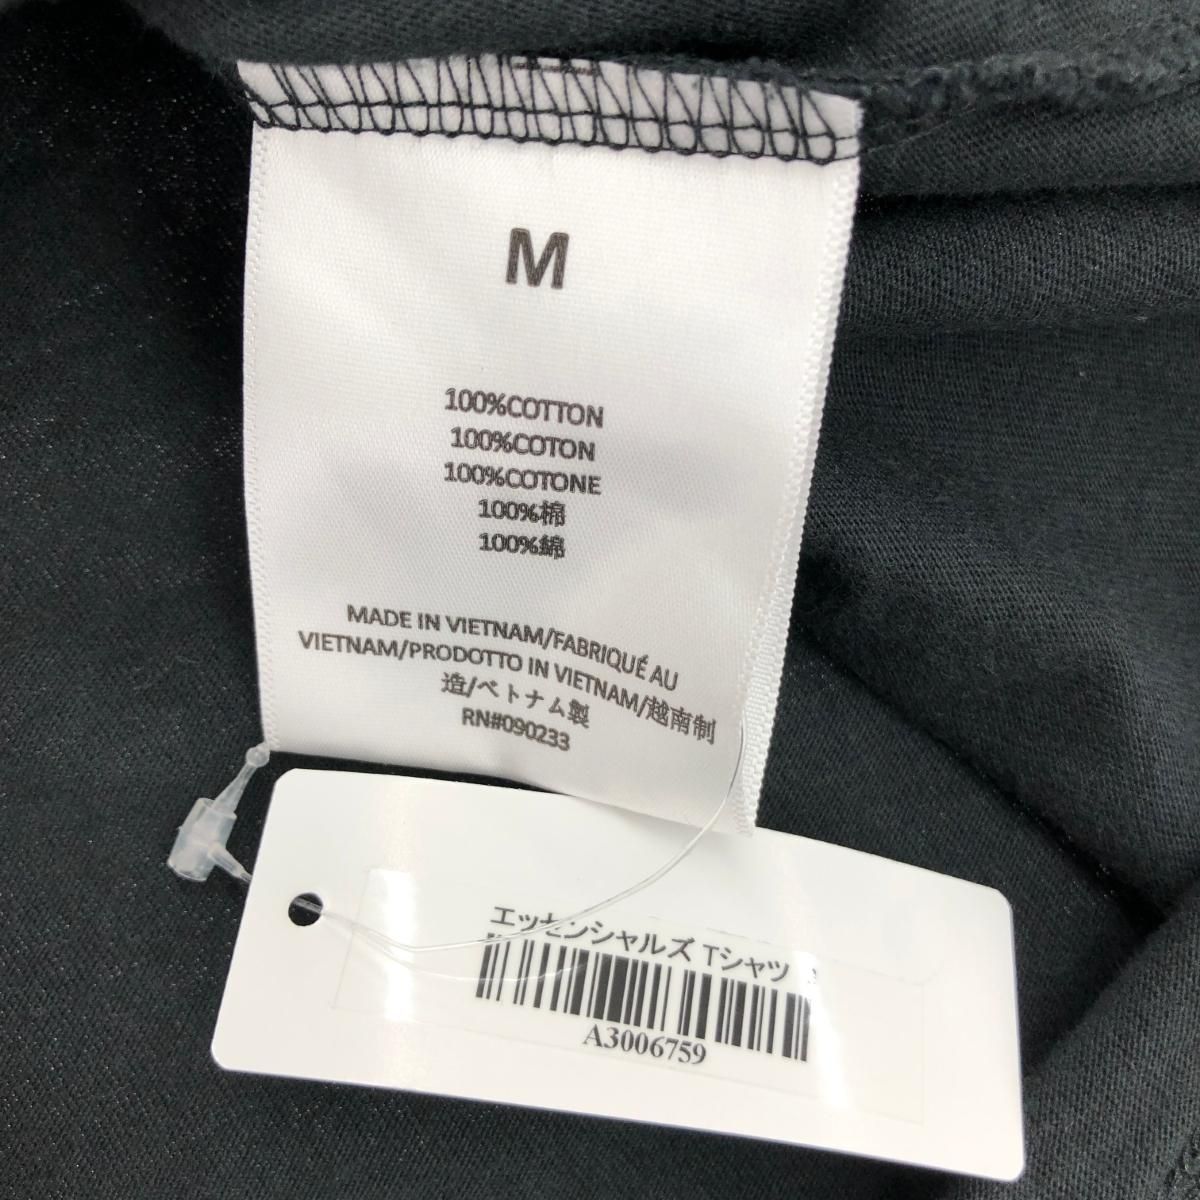 M
100%COTTON
100%COTON
100%COTONE
100%棉
100%綿
MADE IN VIETNAM/FABRIQUÉ AU
VIETNAM/PRODOTTO IN VIETNAM/越南制
造/ベトナム製
RN#090233
エッセンシャルズ Tシャツ
A3006759